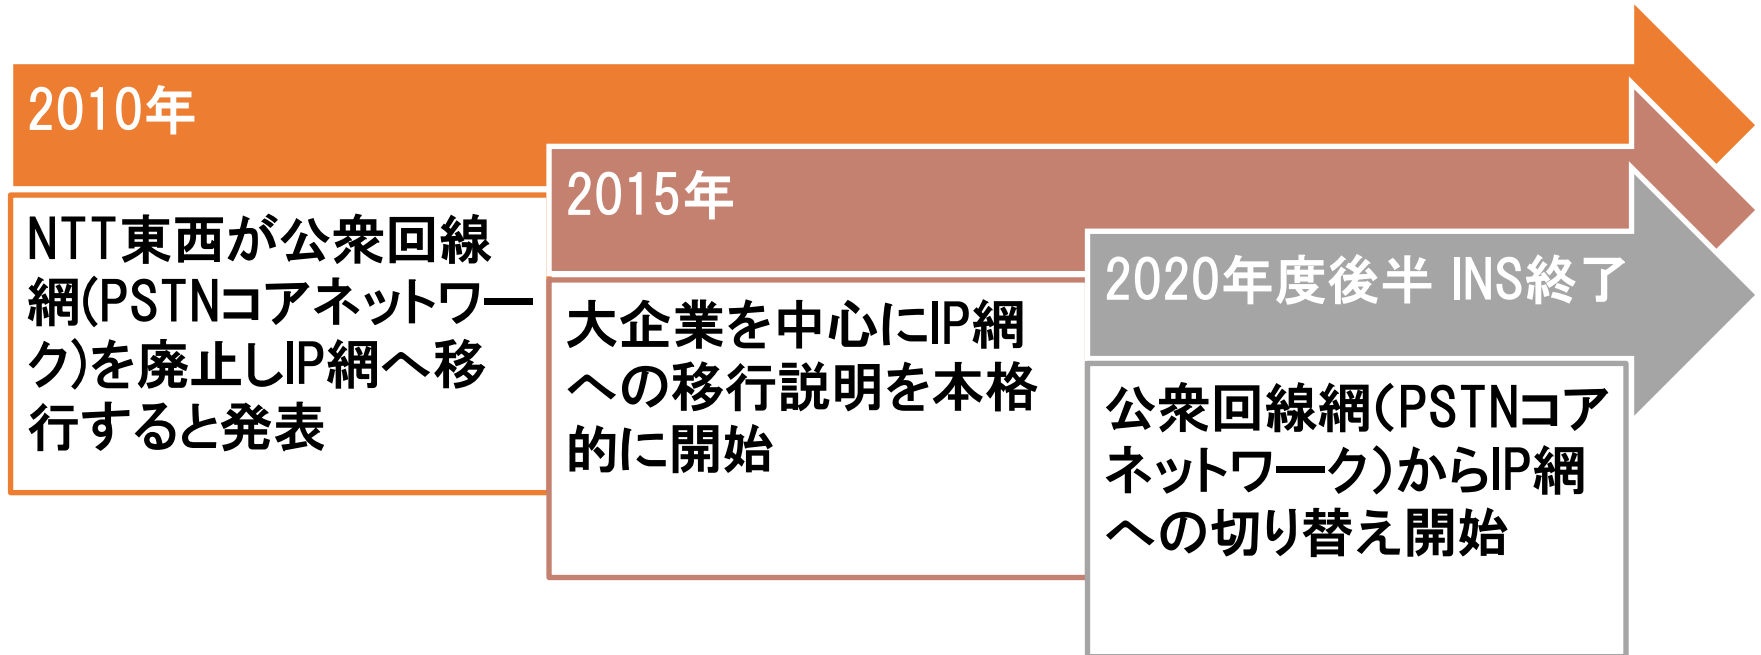 2010年
NTT東西が公衆回線
網(PSTNコアネットワー
ク)を廃止しIP網へ移
行すると発表
2015年
大企業を中心にIP網
への移行説明を本格
的に開始
2020年度後半 INS終了
公衆回線網(PSTNコア
ネットワーク)からIP網
への切り替え開始